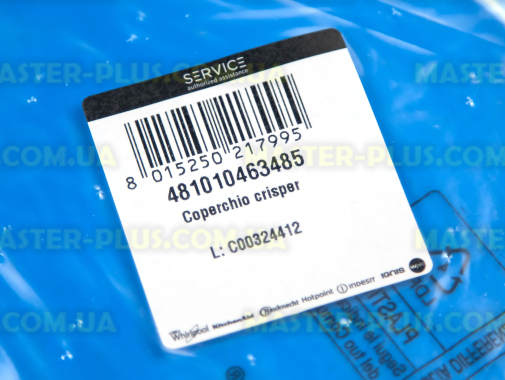 SERVICE
authorized assistance
8 015250 217995
481010463485
Coperchio crisper
L: C00324412
Whirlpool KitchenAid Bauknecht Hotpoint INDESIT IGNIS
MASTER-PLUS.COM.UA